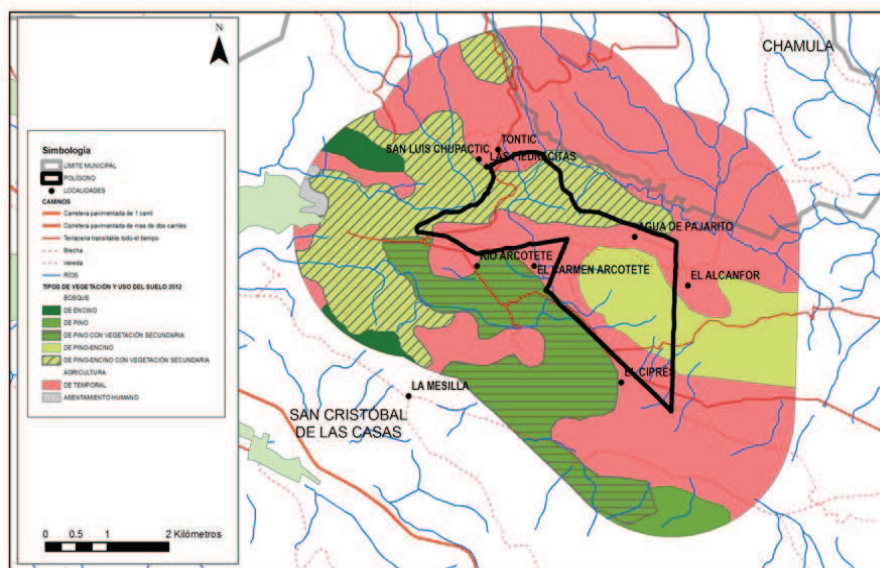 N
CHAMULA
TONTIC
SAN LUIS CHUPACTIC
LAS PIEDRACITAS
AGUA DE PAJARITO
RIO ARCOTETE
EL CARMEN ARCOTETE
EL ALCANFOR
EL CIPRÉS
LA MESILLA
SAN CRISTÓBAL
DE LAS CASAS
Simbología
LÍMITE MUNICIPAL
POLÍGONO
LOCALIDADES
CAMINOS
Carretera pavimentada de 1 carril
Carretera pavimentada de mas de dos carriles
Terraceria transitable todo el tiempo
Brecha
Vereda
RÍOS
TIPOS DE VEGETACIÓN Y USO DEL SUELO 2012
BOSQUE
DE ENCINO
DE PINO
DE PINO CON VEGETACIÓN SECUNDARIA
DE PINO-ENCINO
DE PINO-ENCINO CON VEGETACIÓN SECUNDARIA
AGRICULTURA
DE TEMPORAL
ASENTAMIENTO HUMANO
0 0.5 1 2 Kilómetros